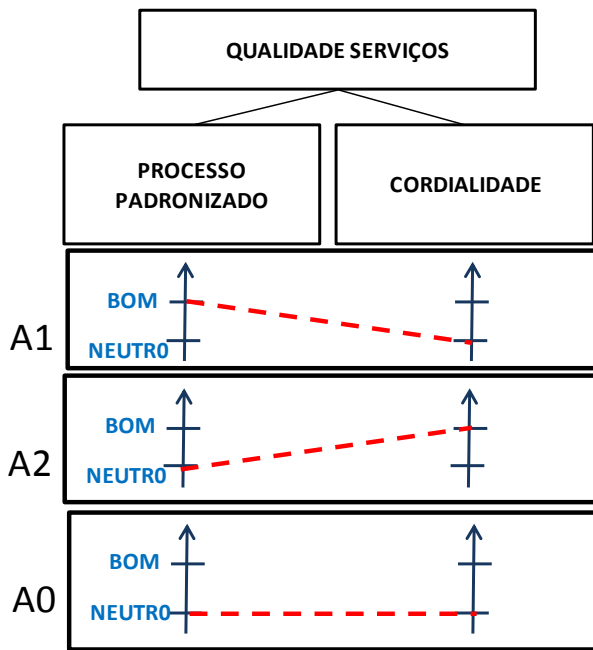 QUALIDADE SERVIÇOS
PROCESSO
PADRONIZADO
CORDIALIDADE
A1
BOM
NEUTR0
A2
BOM
NEUTR0
A0
BOM
NEUTR0